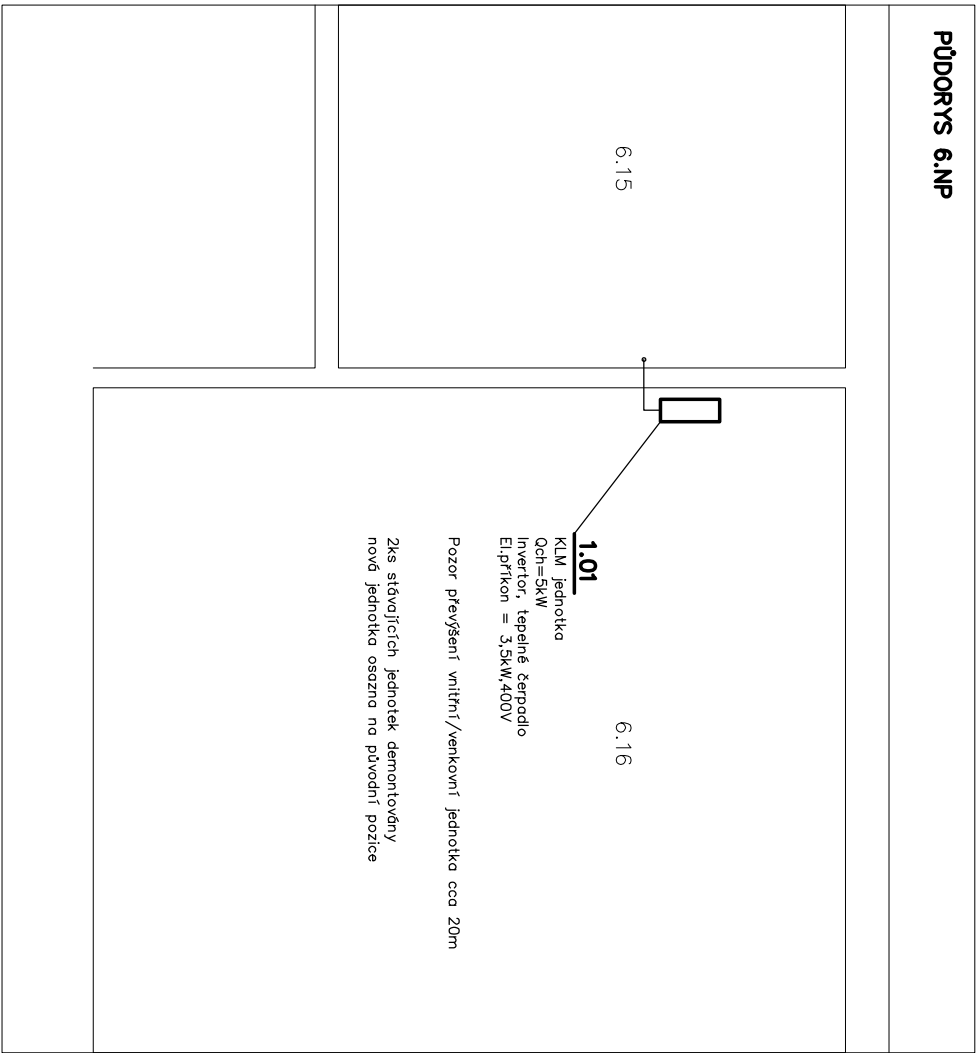 PŮDORYS 6.NP
6.15
6.16
1.01
KLM jednotka
Qch=5kW
Invertor, tepelné čerpadlo
El.příkon = 3,5kW,400V
Pozor převýšení vnitřní/venkovní jednotka cca 20m
2ks stávajících jednotek demontovány
nová jednotka osazna na původní pozice